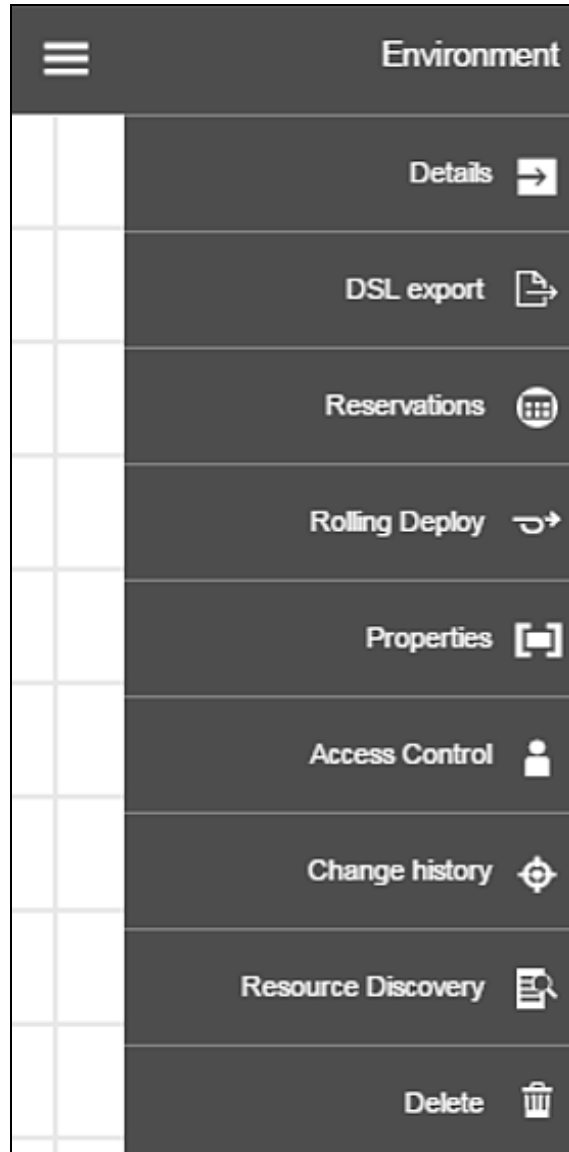 Environment
Details
DSL export
Reservations
Rolling Deploy
Properties
Access Control
Change history
Resource Discovery
Delete